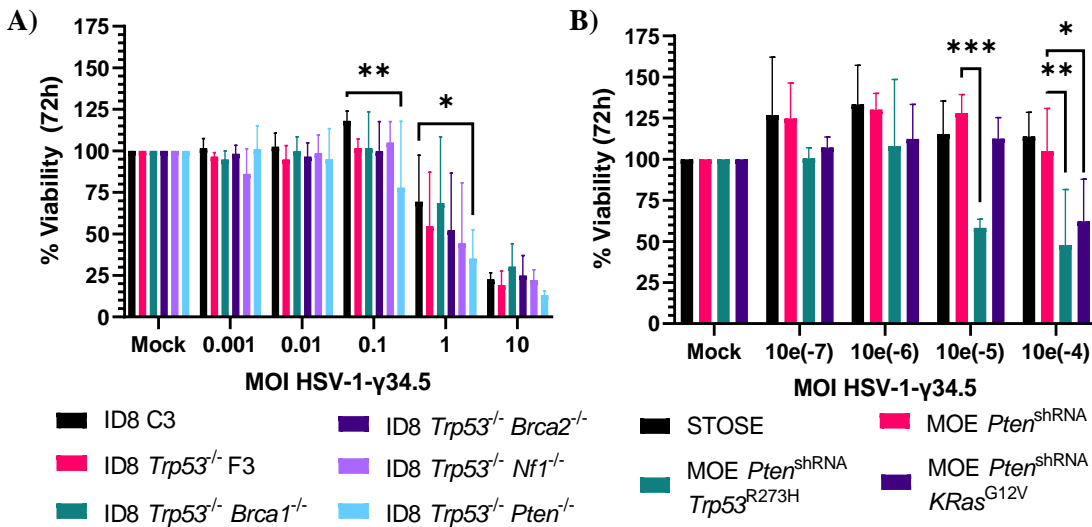 A)
% Viability (72h)
175
150
125
100
75
50
25
0
**
*
Mock 0.001 0.01 0.1 1 10
MOI HSV-1-γ34.5
ID8 C3
ID8 Trp53-/- F3
ID8 Trp53-/- Brca1-/-
ID8 Trp53-/- Brca2-/-
ID8 Trp53-/- Nf1-/-
ID8 Trp53-/- Pten-/-
B)
% Viability (72h)
175
150
125
100
75
50
25
0
***
*
**
Mock 10e(-7) 10e(-6) 10e(-5) 10e(-4)
MOI HSV-1-γ34.5
STOSE
MOE PtenshRNA
Trp53R273H
MOE PtenshRNA
MOE PtenshRNA
KRasG12V